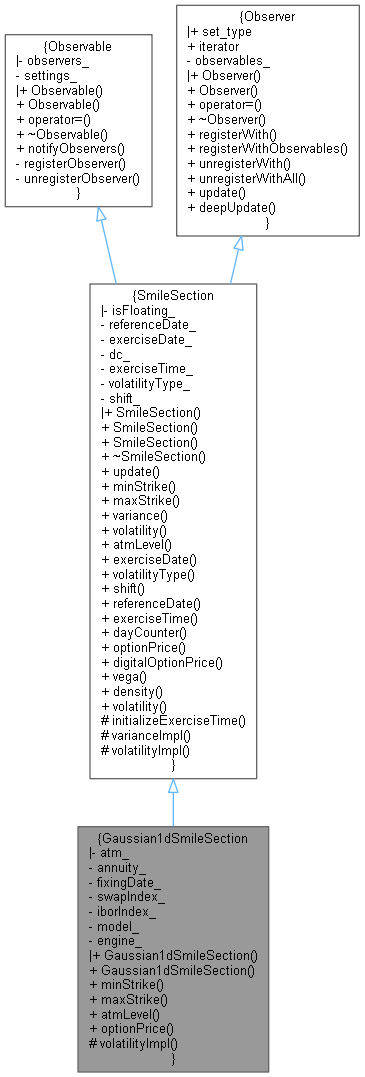 {Observable
|- observers_
- settings_
|+ Observable()
+ Observable()
+ operator=()
+ ~Observable()
+ notifyObservers()
- registerObserver()
- unregisterObserver()
}
{Observer
|+ set_type
+ iterator
- observables_
|+ Observer()
+ Observer()
+ operator=()
+ ~Observer()
+ registerWith()
+ registerWithObservables()
+ unregisterWith()
+ unregisterWithAll()
+ update()
+ deepUpdate()
}
{SmileSection
|- isFloating_
- referenceDate_
- exerciseDate_
- dc_
- exerciseTime_
- volatilityType_
- shift_
|+ SmileSection()
+ SmileSection()
+ SmileSection()
+ ~SmileSection()
+ update()
+ minStrike()
+ maxStrike()
+ variance()
+ volatility()
+ atmLevel()
+ exerciseDate()
+ volatilityType()
+ shift()
+ referenceDate()
+ exerciseTime()
+ dayCounter()
+ optionPrice()
+ digitalOptionPrice()
+ vega()
+ density()
+ volatility()
# initializeExerciseTime()
# varianceImpl()
# volatilityImpl()
}
{Gaussian1dSmileSection
|- atm_
- annuity_
- fixingDate_
- swapIndex_
- iborIndex_
- model_
- engine_
|+ Gaussian1dSmileSection()
+ Gaussian1dSmileSection()
+ minStrike()
+ maxStrike()
+ atmLevel()
+ optionPrice()
# volatilityImpl()
}